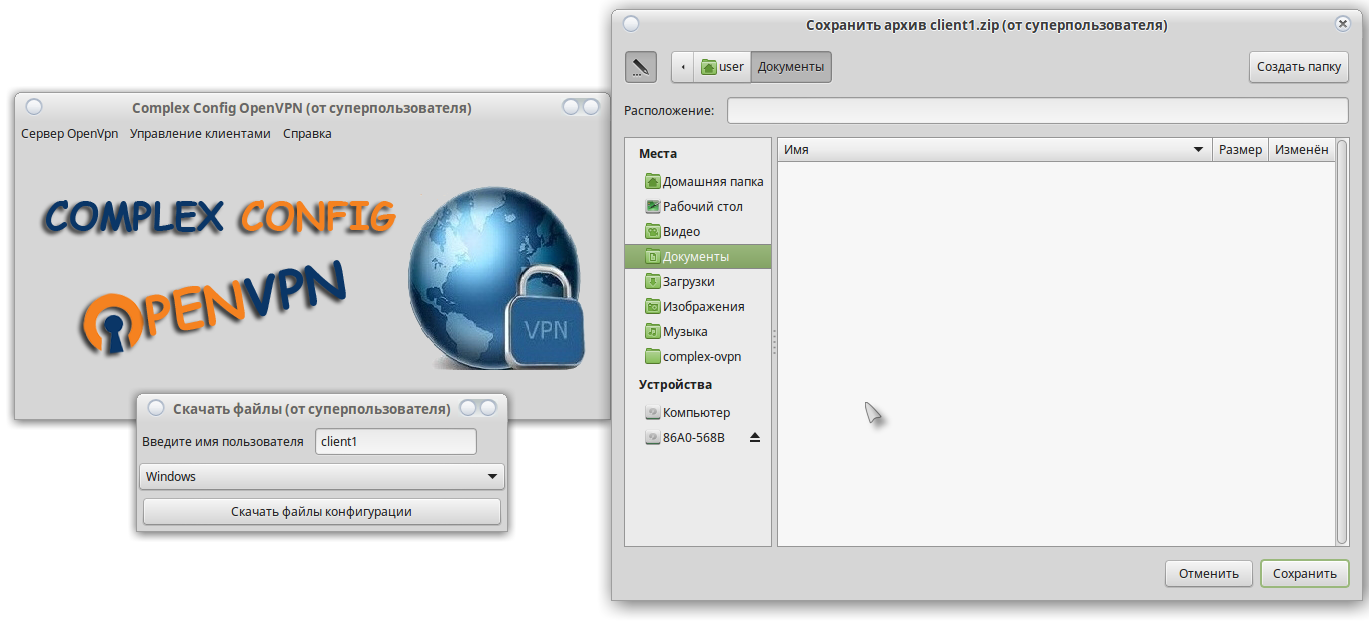 Complex Config OpenVPN (от суперпользователя)
Сервер OpenVpn Управление клиентами Справка
COMPLEX CONFIG
OPENVPN
VPN
Скачать файлы (от суперпользователя)
Введите имя пользователя client1
Windows
Скачать файлы конфигурации
Сохранить архив client1.zip (от суперпользователя)
user Документы Создать папку
Расположение:
Места
Домашняя папка
Рабочий стол
Видео
Документы
Загрузки
Изображения
Музыка
complex-ovpn
Устройства
Компьютер
86A0-568B
Имя Размер Изменён
Отменить Сохранить